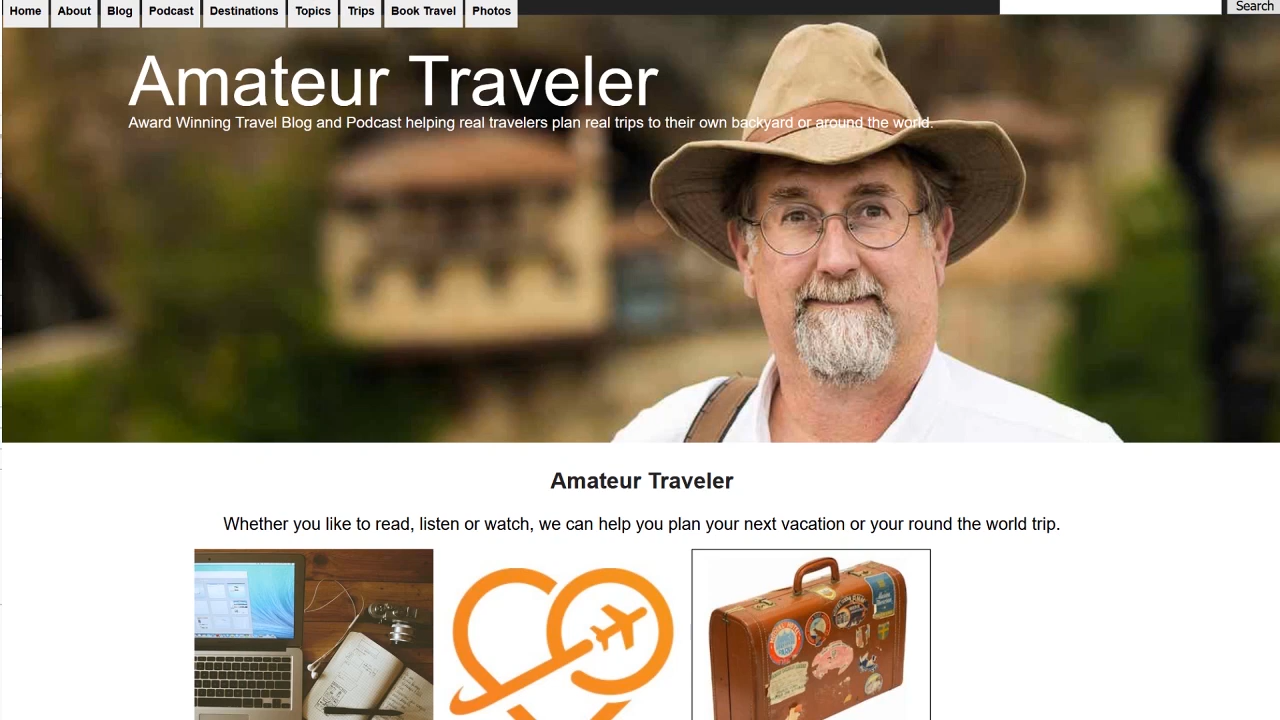 Home About Blog Podcast Destinations Topics Trips Book Travel Photos Search
Amateur Traveler
Award Winning Travel Blog and Podcast helping real travelers plan real trips to their own backyard or around the world.
Amateur Traveler
Whether you like to read, listen or watch, we can help you plan your next vacation or your round the world trip.